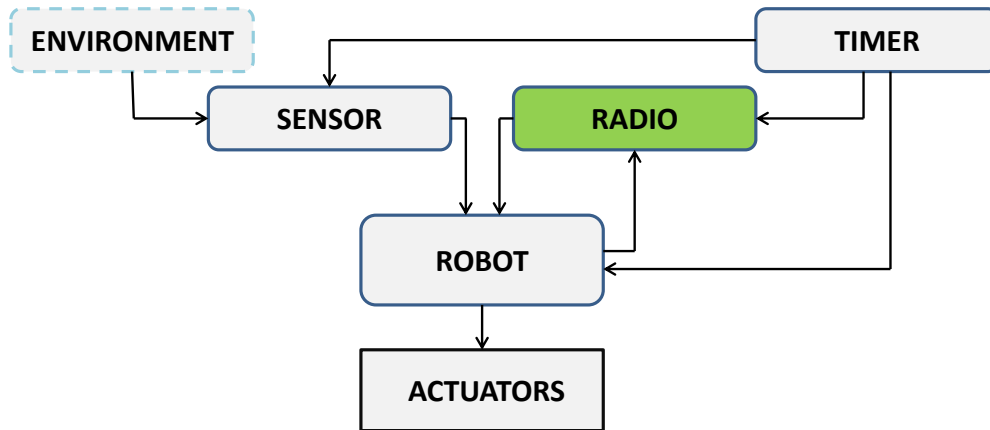 ENVIRONMENT
TIMER
SENSOR
RADIO
ROBOT
ACTUATORS